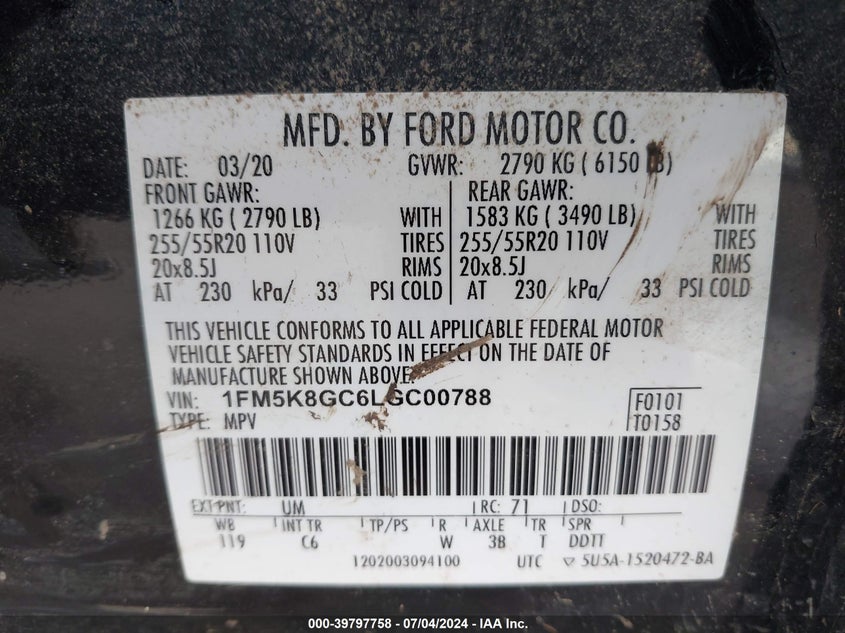 MFD. BY FORD MOTOR CO.
DATE: 03/20 GVWR: 2790 KG ( 6150 LB)
FRONT GAWR: REAR GAWR:
1266 KG ( 2790 LB) WITH 1583 KG ( 3490 LB) WITH
255/55R20 110V TIRES 255/55R20 110V TIRES
20x8.5J RIMS 20x8.5J RIMS
AT 230 kPa/ 33 PSI COLD AT 230 kPa/ 33 PSI COLD
THIS VEHICLE CONFORMS TO ALL APPLICABLE FEDERAL MOTOR
VEHICLE SAFETY STANDARDS IN EFFECT ON THE DATE OF
MANUFACTURE SHOWN ABOVE.
VIN: 1FM5K8GC6LGC00788 F0101
TYPE: MPV T0158
EXT PNT: UM RC: 71 DSO:
WB INT TR TP/PS R AXLE TR SPR
119 C6 W 3B T DDTT
1202003094100 UTC ▽ 5U5A-1520472-BA
000-39797758 - 07/04/2024 - IAA Inc.